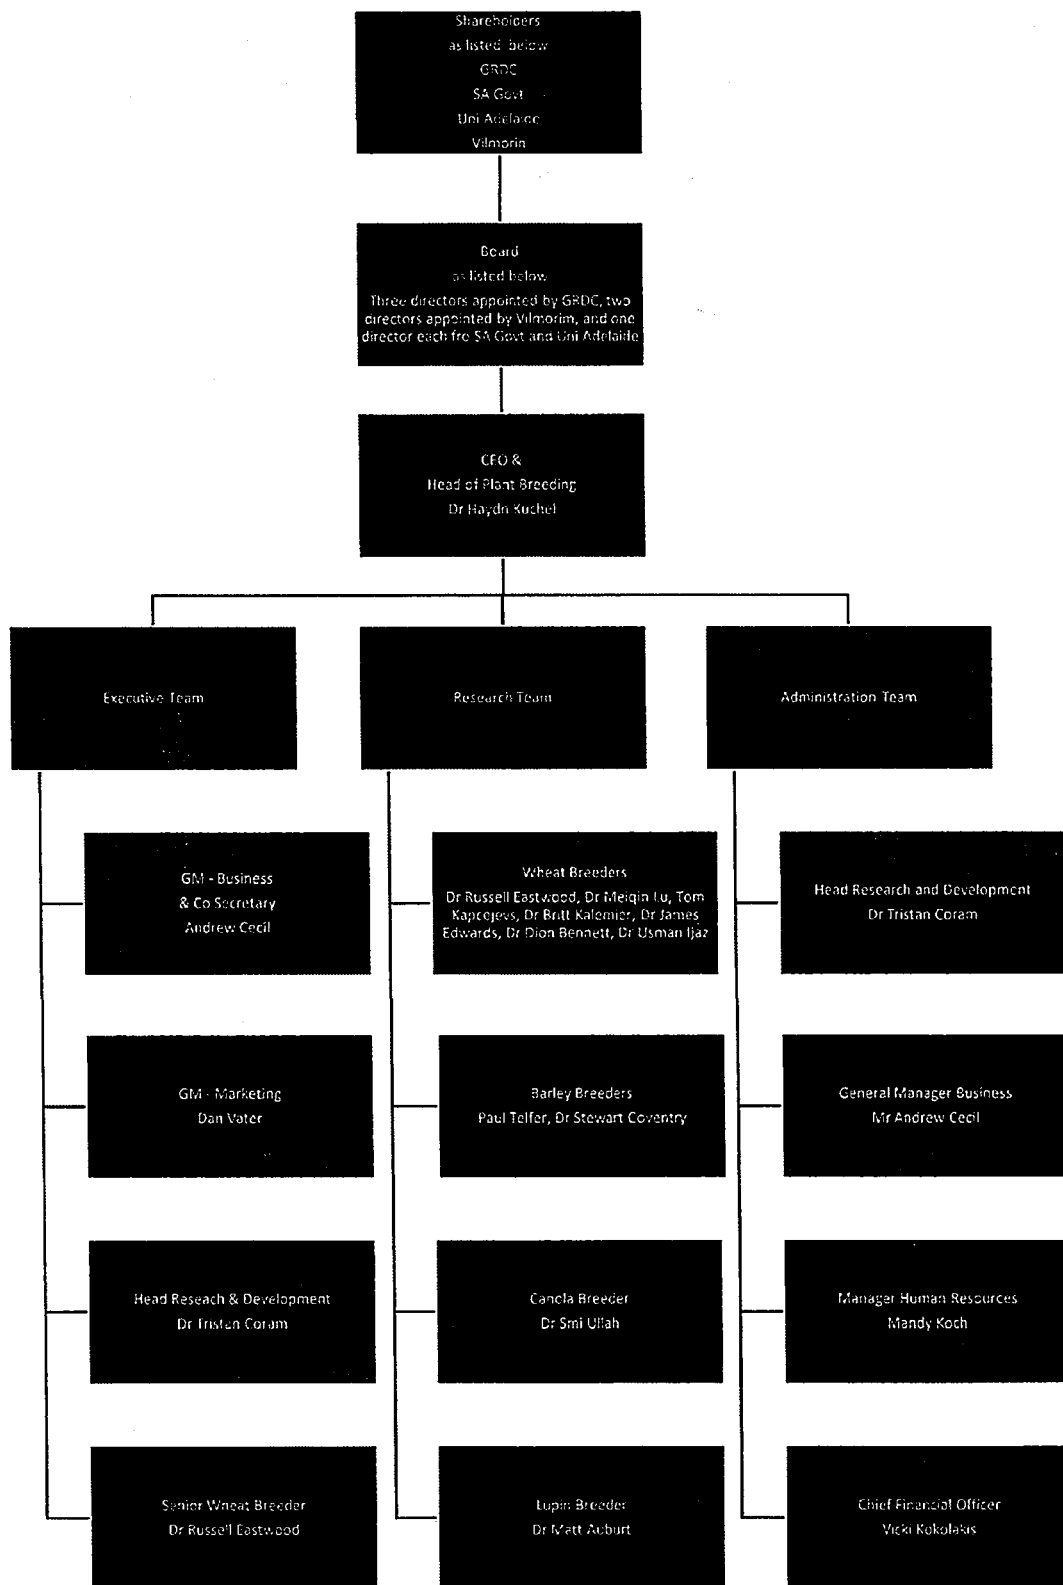 Shareholders
as listed below
GRDC
SA Govt
Uni Adelaide
Vilmorin
Board
as listed below
Three directors appointed by GRDC, two
directors appointed by Vilmorim, and one
director each fro SA Govt and Uni Adelaide
CEO &
Head of Plant Breeding
Dr Haydn Kuchel
Executive Team
Research Team
Administration Team
GM - Business
& Co Secretary
Andrew Cecil
Wheat Breeders
Dr Russell Eastwood, Dr Meiqin Lu, Tom
Kapcejevs, Dr Britt Kalemier, Dr James
Edwards, Dr Dion Bennett, Dr Usman Ijaz
Head Research and Development
Dr Tristan Coram
GM - Marketing
Dan Vater
Barley Breeders
Paul Telfer, Dr Stewart Coventry
General Manager Business
Mr Andrew Cecil
Head Reseach & Development
Dr Tristan Coram
Canola Breeder
Dr Smi Ullah
Manager Human Resources
Mandy Koch
Senior Wheat Breeder
Dr Russell Eastwood
Lupin Breeder
Dr Matt Auburt
Chief Financial Officer
Vicki Kokolakis